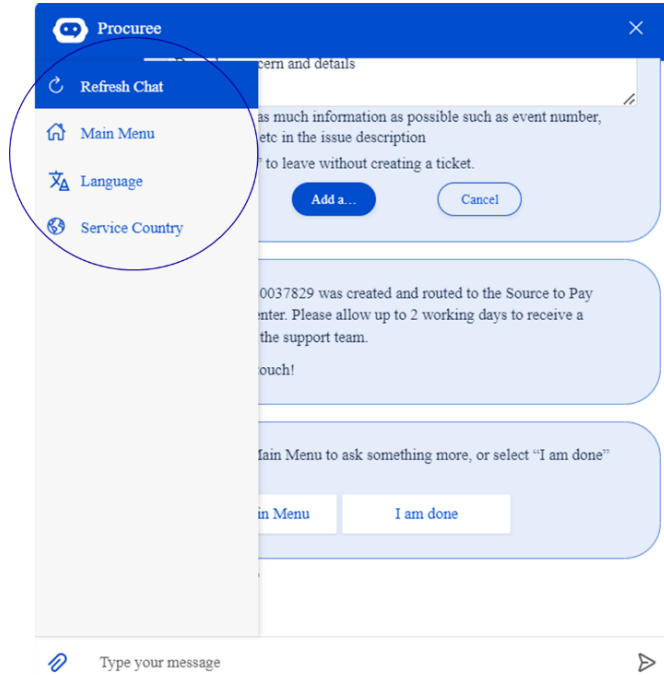 Procuree
cern and details
Refresh Chat
as much information as possible such as event number,
Main Menu
etc in the issue description
” to leave without creating a ticket.
Language
Add a...
Cancel
Service Country
0037829 was created and routed to the Source to Pay
enter. Please allow up to 2 working days to receive a
the support team.
ouch!
Main Menu to ask something more, or select “I am done”
in Menu
I am done
Type your message